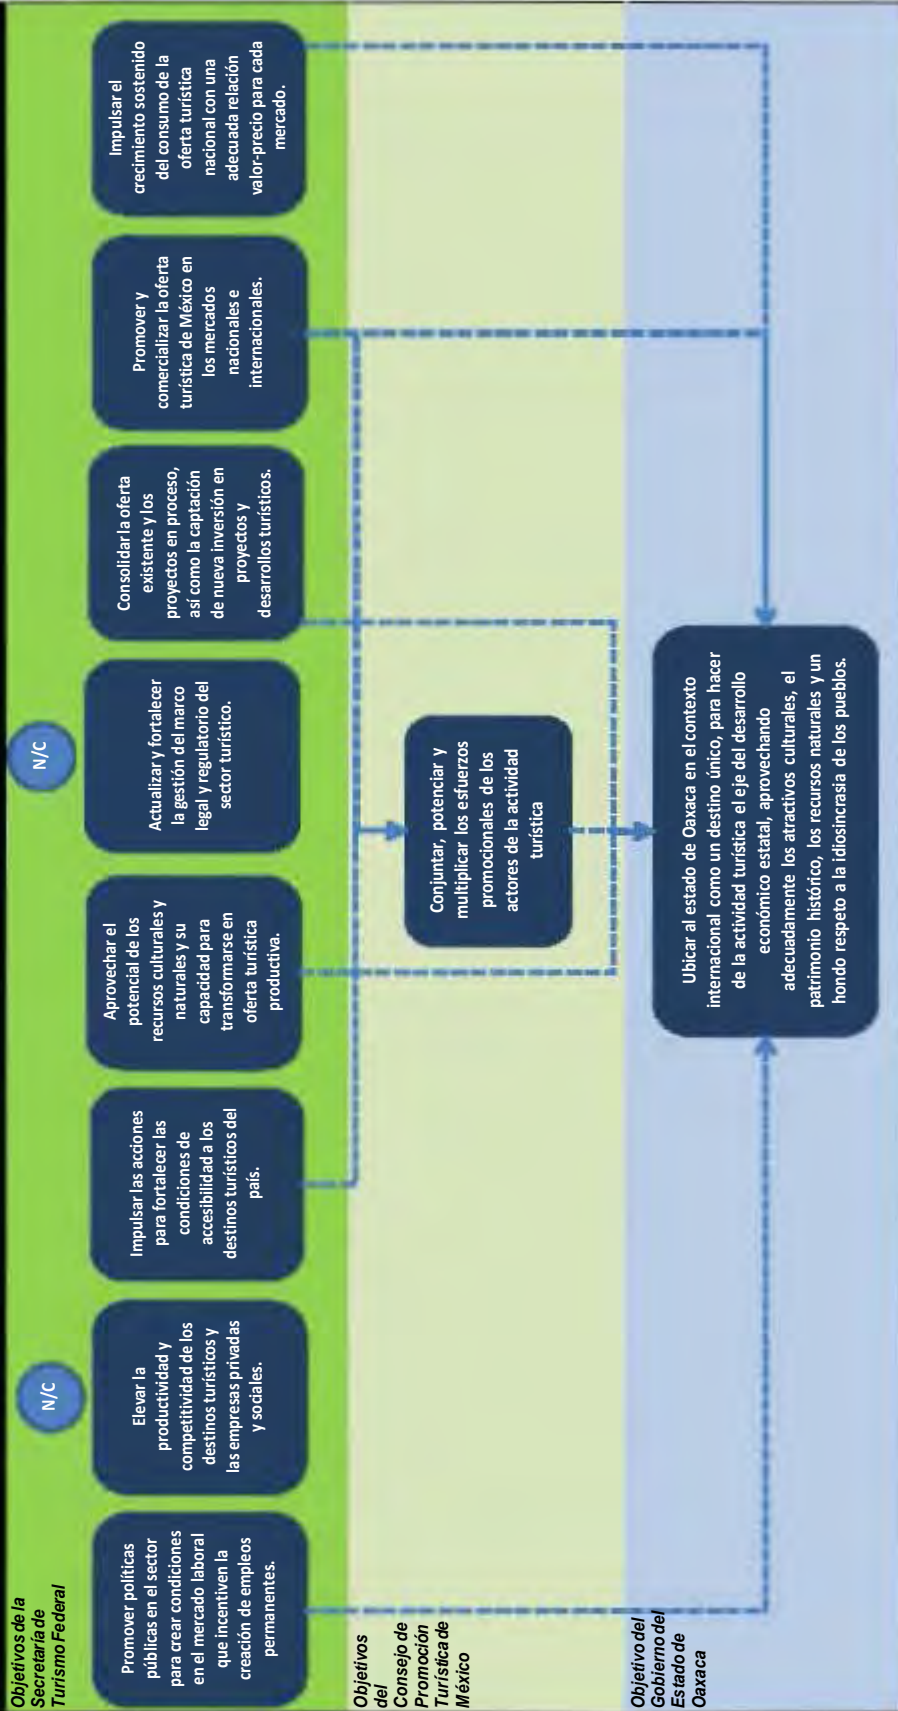 Objetivos de la
Secretaría de
Turismo Federal
N/C
N/C
Promover políticas
públicas en el sector
para crear condiciones
en el mercado laboral
que incentiven la
creación de empleos
permanentes.
Elevar la
productividad y
competitividad de los
destinos turísticos y
las empresas privadas
y sociales.
Impulsar las acciones
para fortalecer las
condiciones de
accesibilidad a los
destinos turísticos del
país.
Aprovechar el
potencial de los
recursos culturales y
naturales y su
capacidad para
transformarse en
oferta turística
productiva.
Actualizar y fortalecer
la gestión del marco
legal y regulatorio del
sector turístico.
Consolidar la oferta
existente y los
proyectos en proceso,
así como la captación
de nueva inversión en
proyectos y
desarrollos turísticos.
Promover y
comercializar la oferta
turística de México en
los mercados
nacionales e
internacionales.
Impulsar el
crecimiento sostenido
del consumo de la
oferta turística
nacional con una
adecuada relación
valor-precio para cada
mercado.
Objetivos
del
Consejo de
Promoción
Turística de
México
Conjuntar, potenciar y
multiplicar los esfuerzos
promocionales de los
actores de la actividad
turística
Objetivo del
Gobierno del
Estado de
Oaxaca
Ubicar al estado de Oaxaca en el contexto
internacional como un destino único, para hacer
de la actividad turística el eje del desarrollo
económico estatal, aprovechando
adecuadamente los atractivos culturales, el
patrimonio histórico, los recursos naturales y un
hondo respeto a la idiosincrasia de los pueblos.